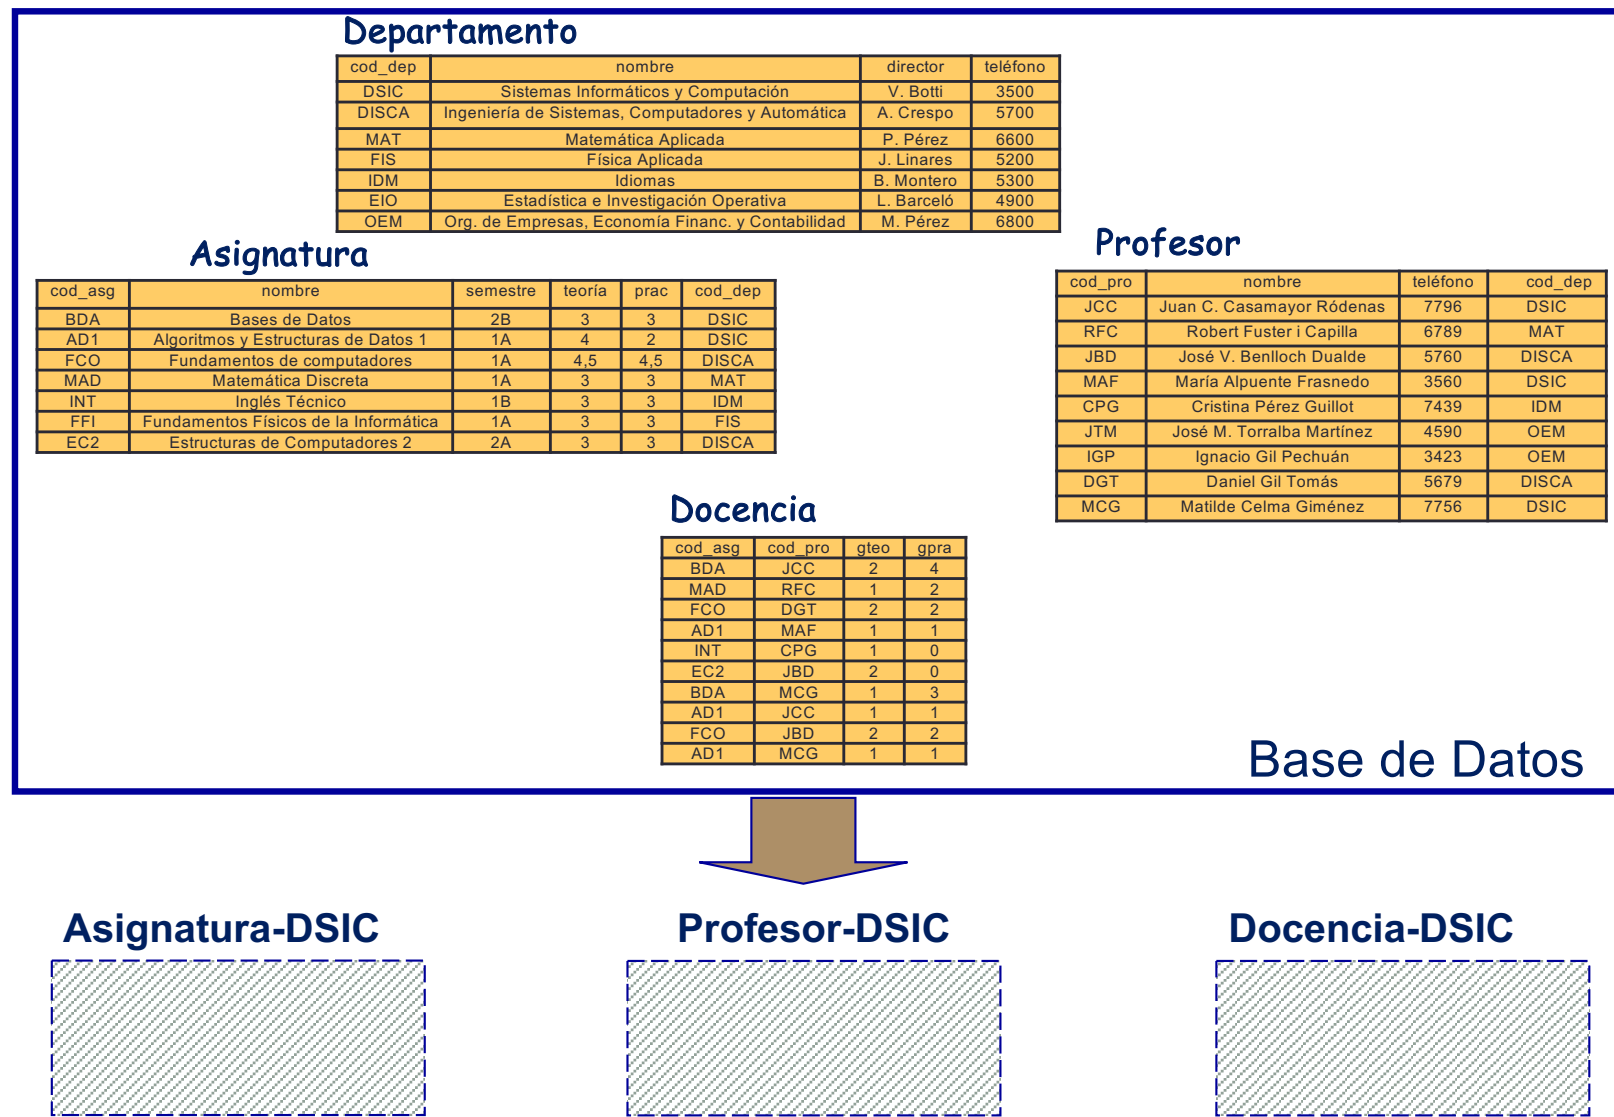 Departamento
cod_dep nombre director teléfono
DSIC Sistemas Informáticos y Computación V. Botti 3500
DISCA Ingeniería de Sistemas, Computadores y Automática A. Crespo 5700
MAT Matemática Aplicada P. Pérez 6600
FIS Física Aplicada J. Linares 5200
IDM Idiomas B. Montero 5300
EIO Estadística e Investigación Operativa L. Barceló 4900
OEM Org. de Empresas, Economía Financ. y Contabilidad M. Pérez 6800
Asignatura
cod_asg nombre semestre teoría prac cod_dep
BDA Bases de Datos 2B 3 3 DSIC
AD1 Algoritmos y Estructuras de Datos 1 1A 4 2 DSIC
FCO Fundamentos de computadores 1A 4,5 4,5 DISCA
MAD Matemática Discreta 1A 3 3 MAT
INT Inglés Técnico 1B 3 3 IDM
FFI Fundamentos Físicos de la Informática 1A 3 3 FIS
EC2 Estructuras de Computadores 2 2A 3 3 DISCA
Profesor
cod_pro nombre teléfono cod_dep
JCC Juan C. Casamayor Ródenas 7796 DSIC
RFC Robert Fuster i Capilla 6789 MAT
JBD José V. Benlloch Dualde 5760 DISCA
MAF María Alpuente Frasnedo 3560 DSIC
CPG Cristina Pérez Guillot 7439 IDM
JTM José M. Torralba Martínez 4590 OEM
IGP Ignacio Gil Pechuán 3423 OEM
DGT Daniel Gil Tomás 5679 DISCA
MCG Matilde Celma Giménez 7756 DSIC
Docencia
cod_asg cod_pro gteo gpra
BDA JCC 2 4
MAD RFC 1 2
FCO DGT 2 2
AD1 MAF 1 1
INT CPG 1 0
EC2 JBD 2 0
BDA MCG 1 3
AD1 JCC 1 1
FCO JBD 2 2
AD1 MCG 1 1
Base de Datos
Asignatura-DSIC Profesor-DSIC Docencia-DSIC